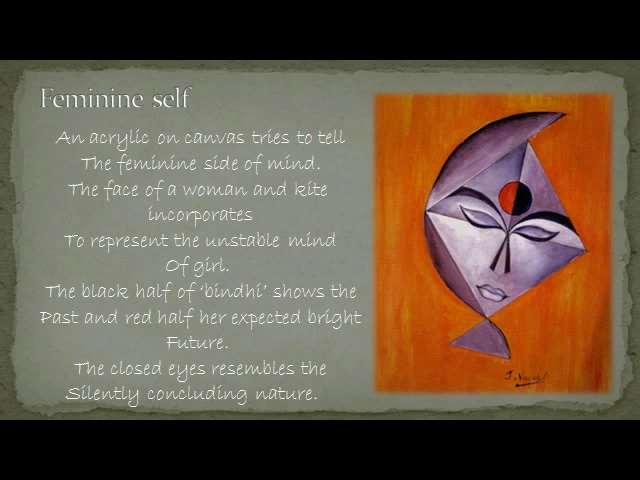 Feminine self
An acrylic on canvas tries to tell
The feminine side of mind.
The face of a woman and kite
incorporates
To represent the unstable mind
Of girl.
The black half of ‘bindhi’ shows the
Past and red half her expected bright
Future.
The closed eyes resembles the
Silently concluding nature.